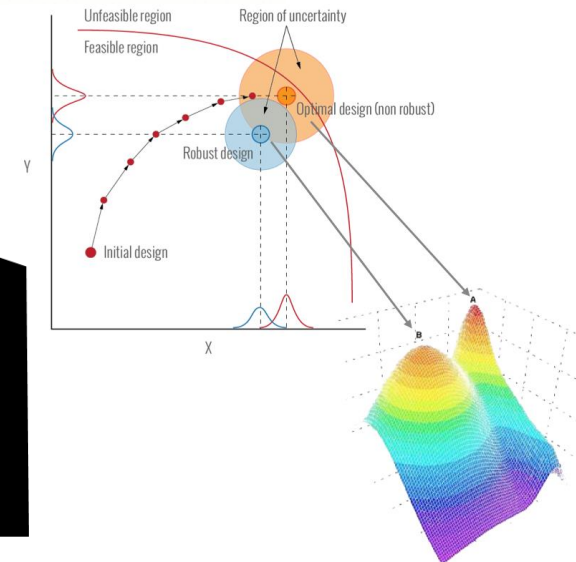 Unfeasible region
Region of uncertainty
Feasible region
Optimal design (non robust)
Robust design
Y
Initial design
X
A
B